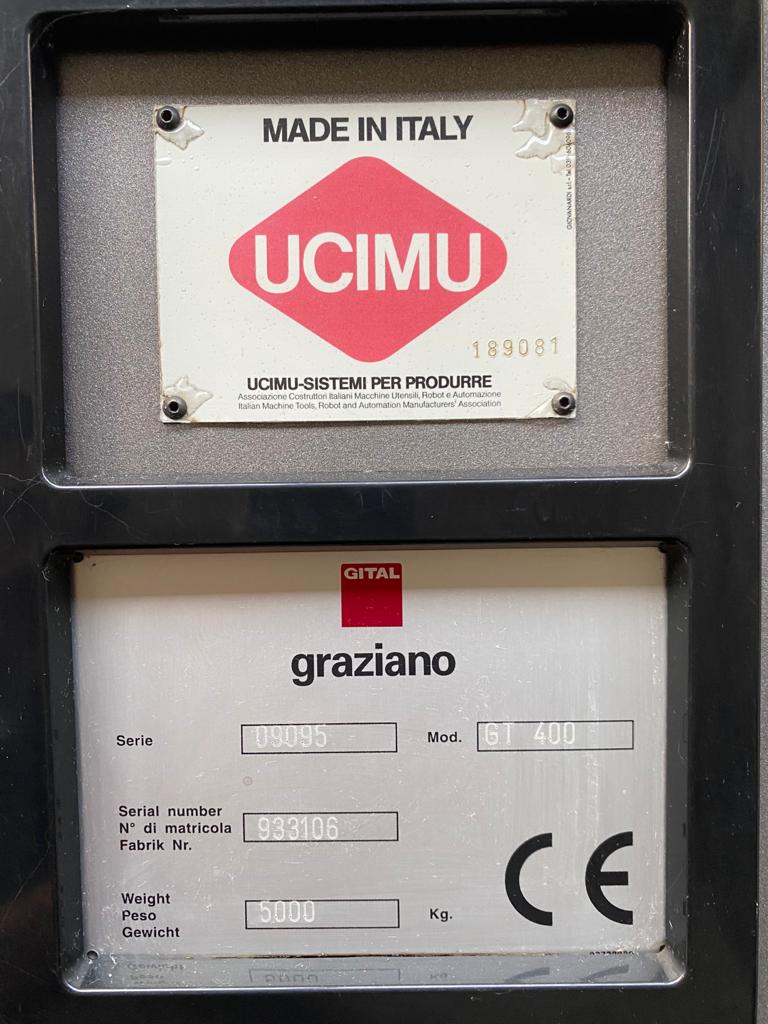 MADE IN ITALY
UCIMU
189081
UCIMU-SISTEMI PER PRODURRE
Associazione Costruttori Italiani Macchine Utensili, Robot e Automazione
Italian Machine Tools, Robot and Automation Manufacturers' Association
GIOVANARDI s.r.l. - Tel.
GITAL
graziano
Serie 09095 Mod. GT 400
Serial number
N° di matricola 933106
Fabrik Nr.
Weight
Peso 5000 Kg.
Gewicht
CE